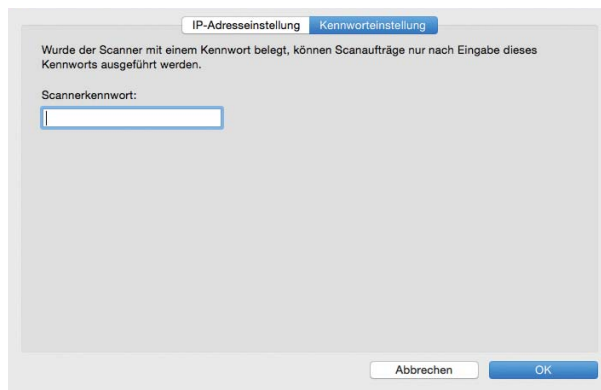 IP-Adresseinstellung Kennworteinstellung
Wurde der Scanner mit einem Kennwort belegt, können Scanaufträge nur nach Eingabe dieses
Kennworts ausgeführt werden.
Scannerkennwort:
Abbrechen OK